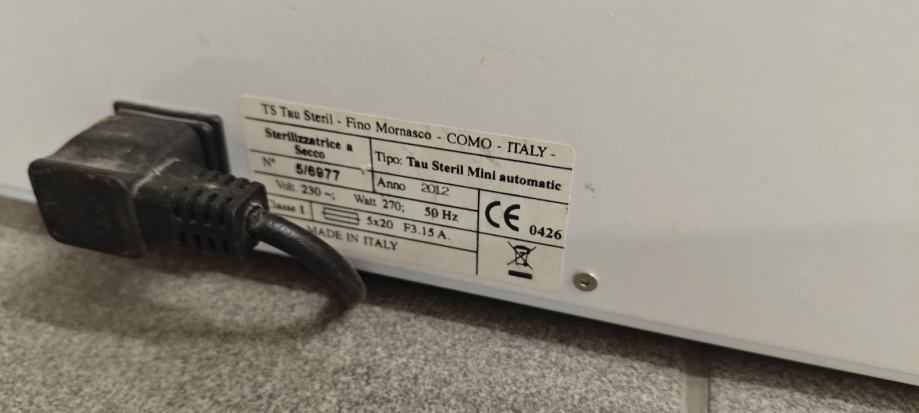 TS Tau Steril - Fino Mornasco - COMO - ITALY -
Sterilizzatrice a
Secco
Tipo: Tau Steril Mini automatic
N° 5/6977
Anno 2012
Volt. 230 ~; Watt 270; 50 Hz
Classe I 5x20 F3.15 A.
MADE IN ITALY
CE 0426